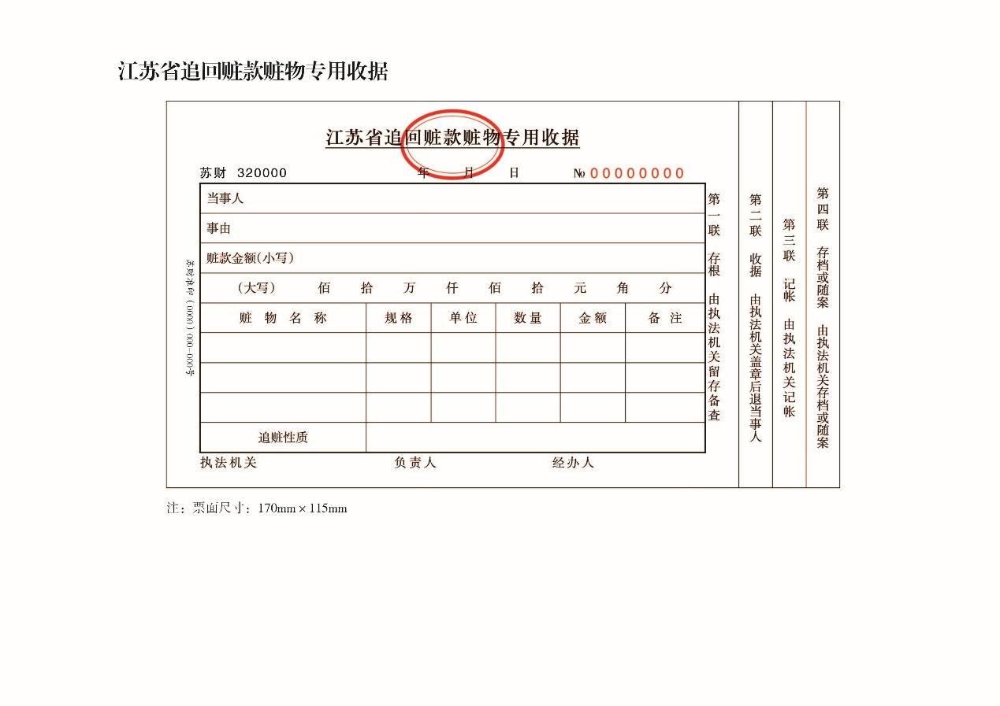 江苏省追回赃款赃物专用收据
江苏省追回赃款赃物专用收据
苏财 320000 年 月 日 № 00000000
当事人
事由
赃款金额(小写)
(大写) 佰 拾 万 仟 佰 拾 元 角 分
赃物名称 规格 单位 数量 金额 备注
追赃性质
执法机关 负责人 经办人
苏财准印(0000)000—000号
第一联 存根 由执法机关留存备查
第二联 收据 由执法机关盖章后退当事人
第三联 记帐 由执法机关记帐
第四联 存档或随案 由执法机关存档或随案
注：票面尺寸：170mm×115mm